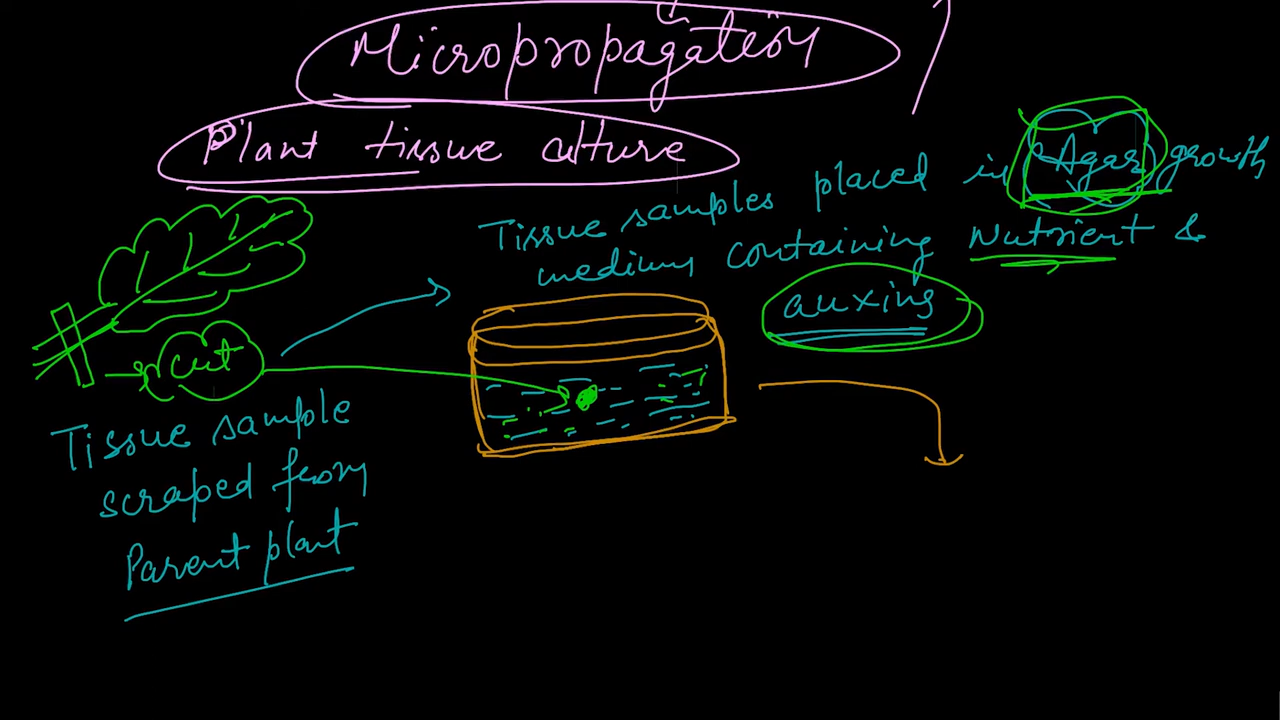 Micropropagation
Plant tissue culture
Tissue samples placed in Agar growth
medium containing Nutrient &
auxins
cut
Tissue sample
scraped from
Parent plant